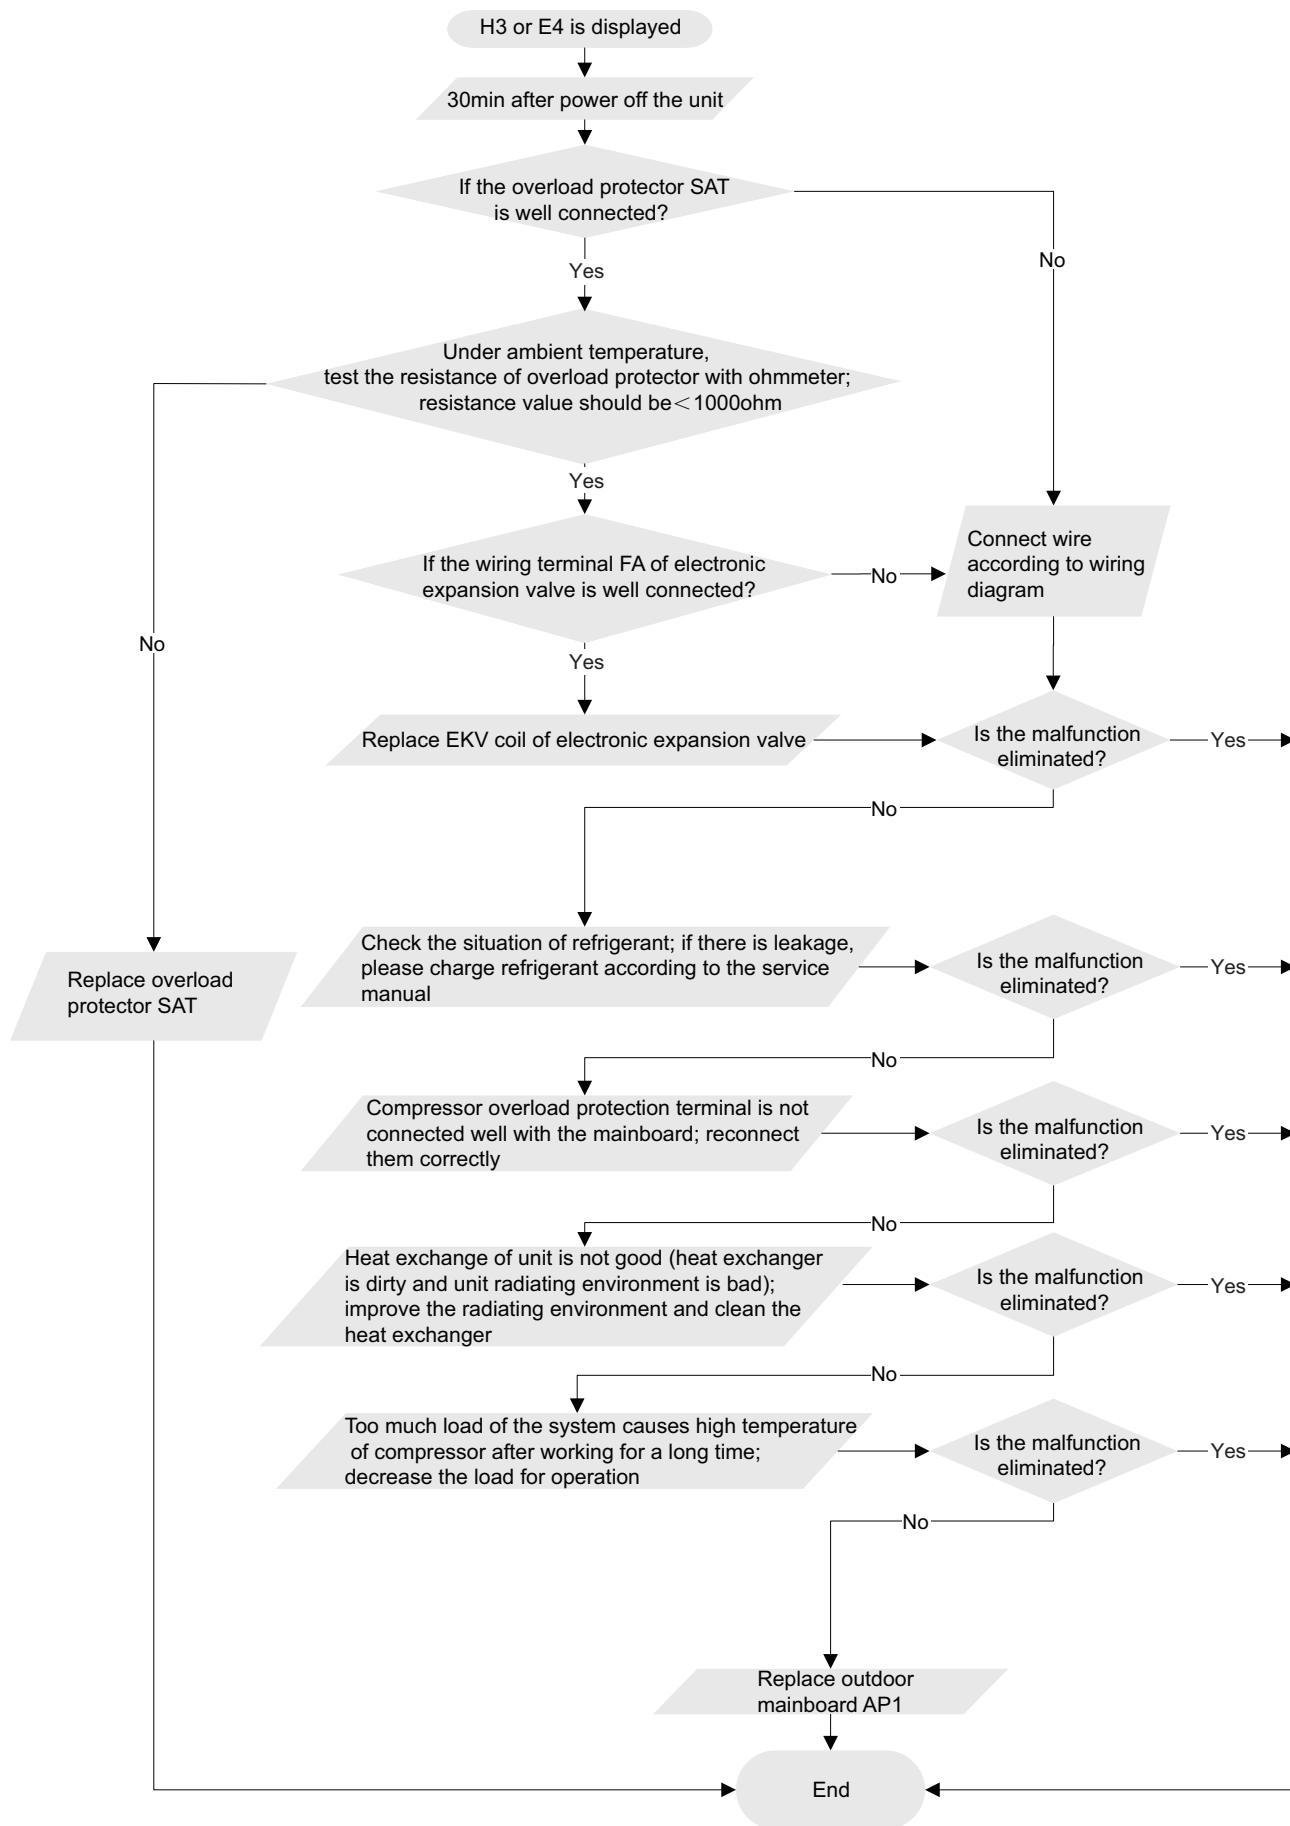 H3 or E4 is displayed
30min after power off the unit
If the overload protector SAT
is well connected?
No
Yes
Under ambient temperature,
test the resistance of overload protector with ohmmeter;
resistance value should be＜1000ohm
Yes
If the wiring terminal FA of electronic
expansion valve is well connected?
No
Connect wire
according to wiring
diagram
No
Yes
Replace EKV coil of electronic expansion valve
Is the malfunction
eliminated?
Yes
No
Check the situation of refrigerant; if there is leakage,
please charge refrigerant according to the service
manual
Is the malfunction
eliminated?
Yes
Replace overload
protector SAT
No
Compressor overload protection terminal is not
connected well with the mainboard; reconnect
them correctly
Is the malfunction
eliminated?
Yes
No
Heat exchange of unit is not good (heat exchanger
is dirty and unit radiating environment is bad);
improve the radiating environment and clean the
heat exchanger
Is the malfunction
eliminated?
Yes
No
Too much load of the system causes high temperature
of compressor after working for a long time;
decrease the load for operation
Is the malfunction
eliminated?
Yes
No
Replace outdoor
mainboard AP1
End